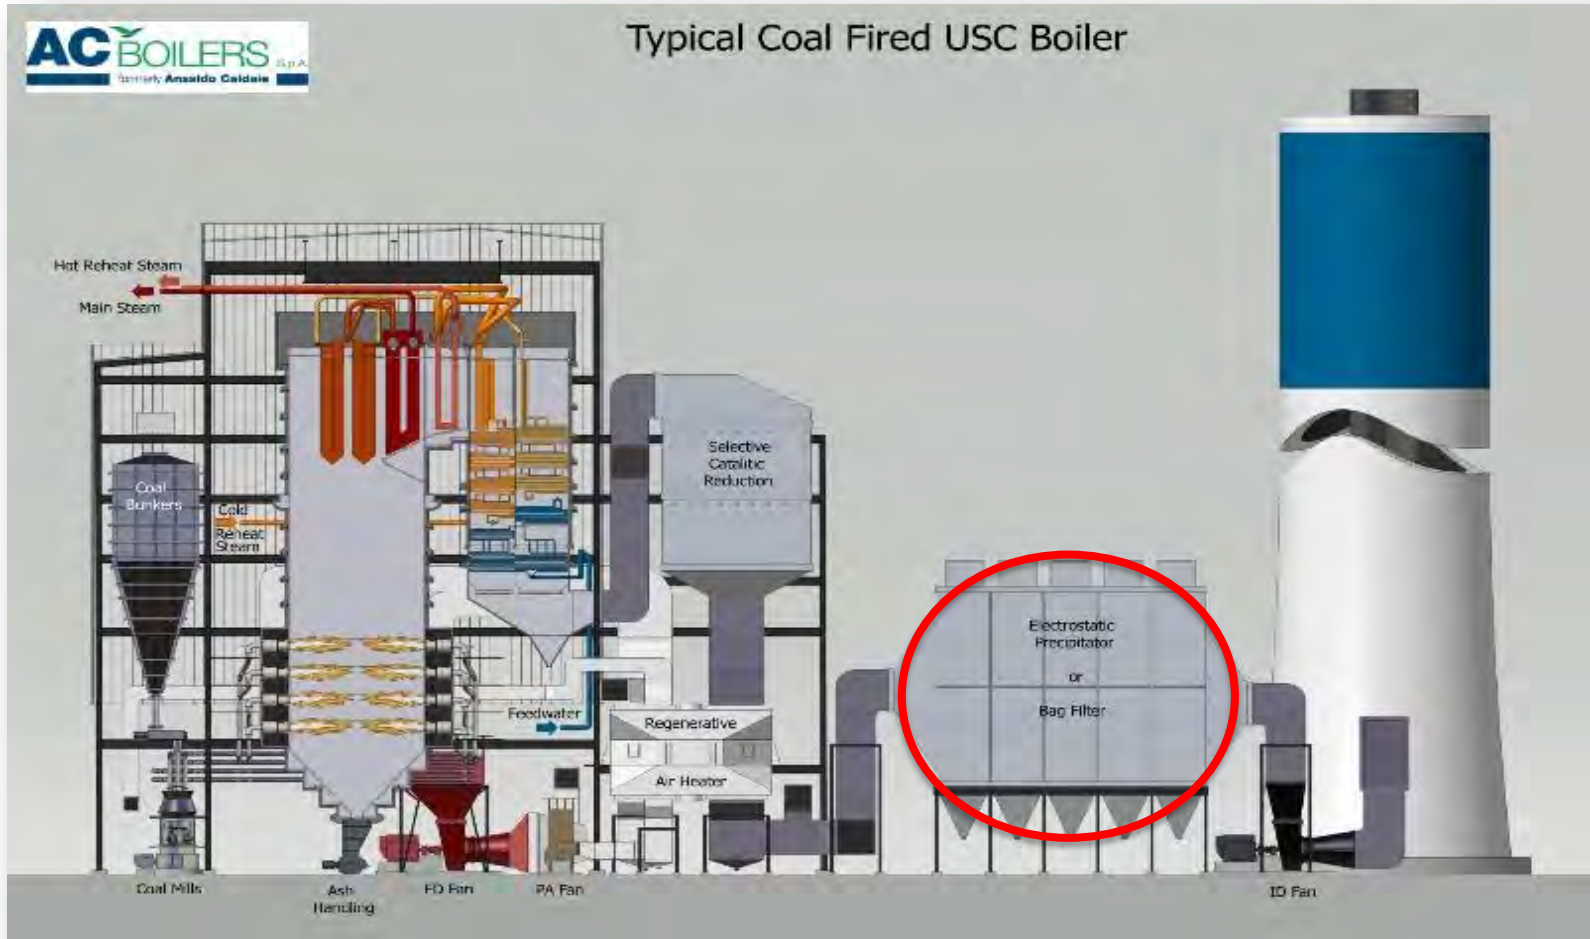 AC BOILERS S.p.A.
formerly Ansaldo Caldaie
Typical Coal Fired USC Boiler
Hot Reheat Steam
Main Steam
Coal
Bunkers
Cold
Reheat
Steam
Selective
Catalitic
Reduction
Feedwater
Regenerative
Air Heater
Electrostatic
Precipitator
or
Bag Filter
Coal Mills
Ash
Handling
FD Fan
PA Fan
ID Fan